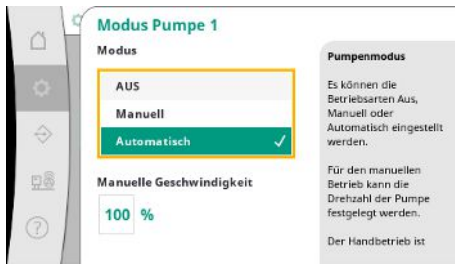 Modus Pumpe 1
Modus
AUS
Manuell
Automatisch
Manuelle Geschwindigkeit
100 %
Pumpenmodus
Es können die
Betriebsarten Aus,
Manuell oder
Automatisch eingestellt
werden.
Für den manuellen
Betrieb kann die
Drehzahl der Pumpe
festgelegt werden.
Der Handbetrieb ist